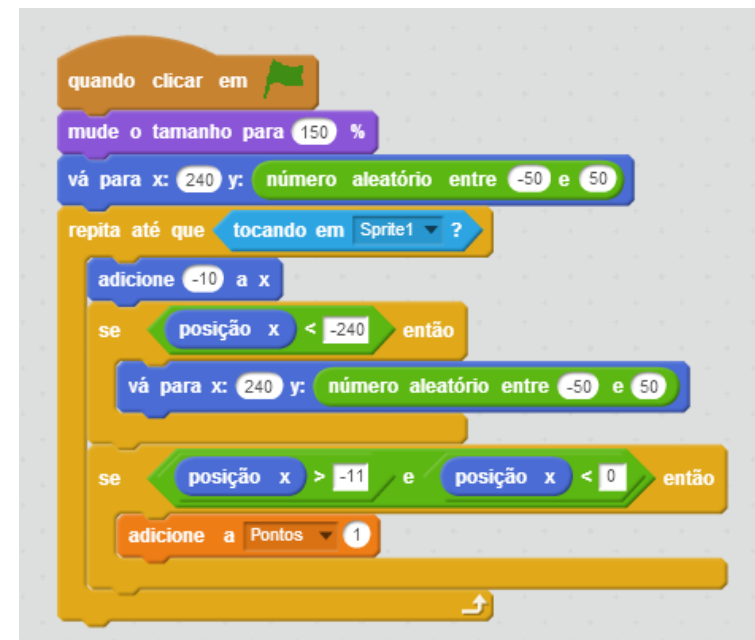 quando clicar em
mude o tamanho para 150 %
vá para x: 240 y: número aleatório entre -50 e 50
repita até que tocando em Sprite1 ?
adicione -10 a x
se posição x < -240 então
vá para x: 240 y: número aleatório entre -50 e 50
se posição x > -11 e posição x < 0 então
adicione a Pontos 1